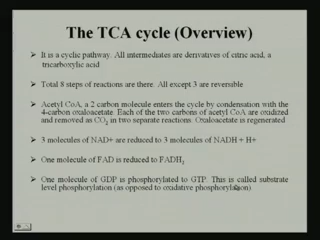 The TCA cycle (Overview)
➢ It is a cyclic pathway. All intermediates are derivatives of citric acid, a
tricarboxylic acid
➢ Total 8 steps of reactions are there. All except 3 are reversable
➢ Acetyl CoA, a 2 carbon molecule enters the cycle by condensation with the
4-carbon oxaloacetate. Each of the two carbons of acetyl CoA are oxidized
and removed as CO2 in two separate reactions. Oxaloacetate is regenerated
➢ 3 molecules of NAD+ are reduced to 3 molecules of NADH + H+
➢ One molecule of FAD is reduced to FADH2
➢ One molecule of GDP is phosphorylated to GTP. This is called substrate
level phosphorylation (as opposed to oxidative phosphorylation)